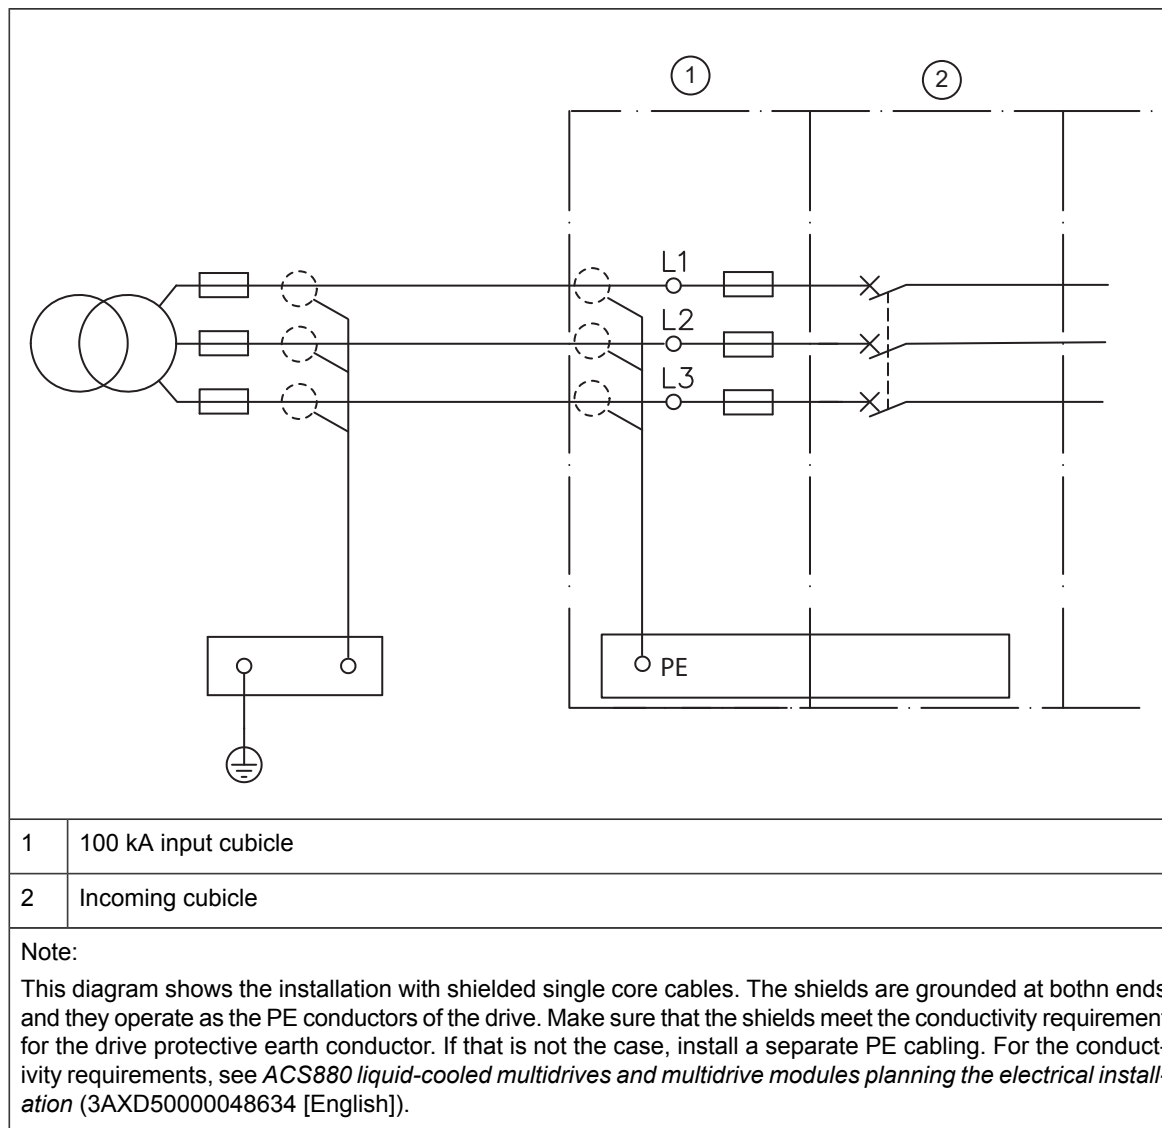 1
2
L1
L2
L3
PE
1 100 kA input cubicle
2 Incoming cubicle
Note:
This diagram shows the installation with shielded single core cables. The shields are grounded at bothn ends
and they operate as the PE conductors of the drive. Make sure that the shields meet the conductivity requirement
for the drive protective earth conductor. If that is not the case, install a separate PE cabling. For the conduct-
ivity requirements, see ACS880 liquid-cooled multidrives and multidrive modules planning the electrical install-
ation (3AXD50000048634 [English]).